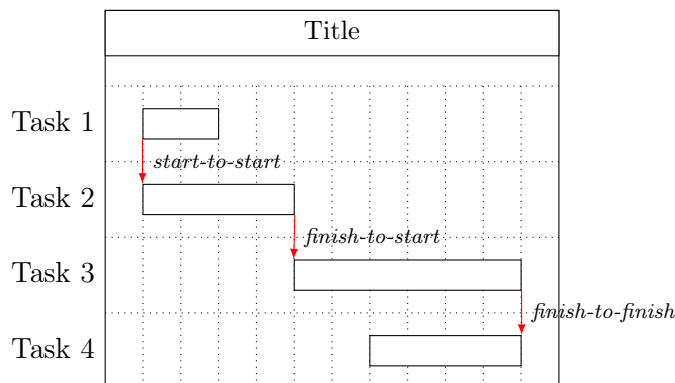 Title
Task 1
start-to-start
Task 2
finish-to-start
Task 3
finish-to-finish
Task 4